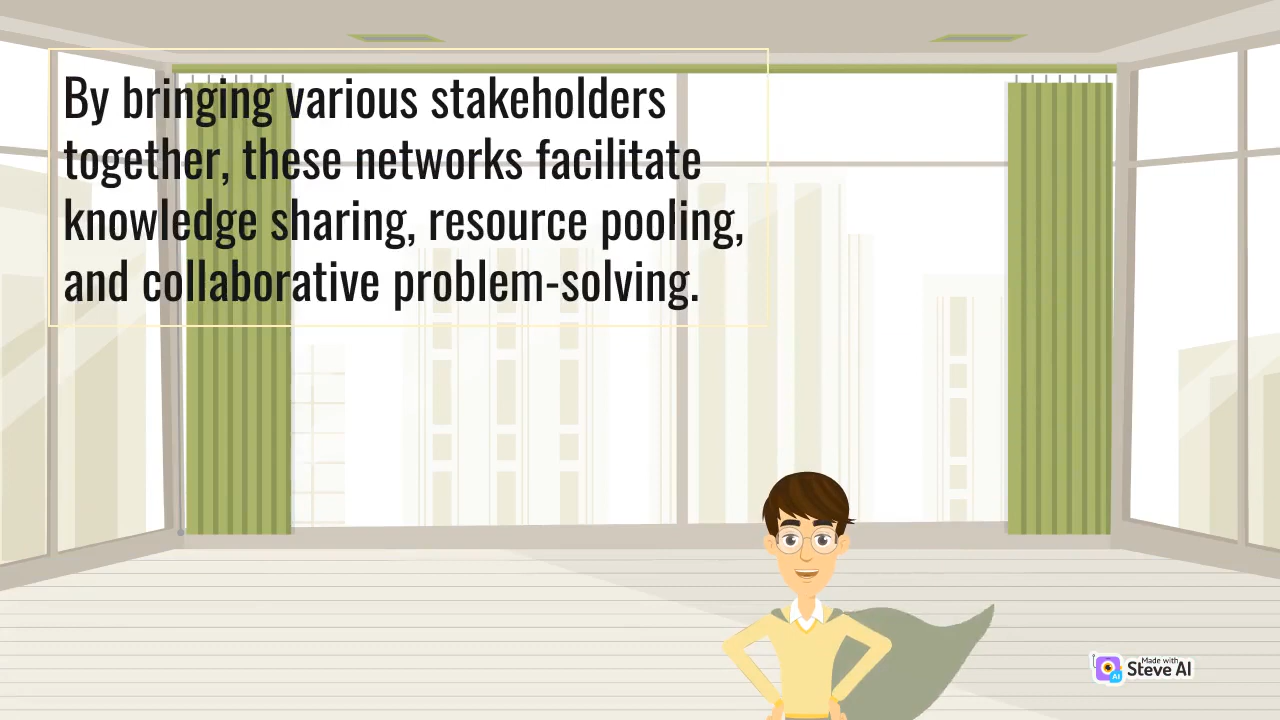 By bringing various stakeholders
together, these networks facilitate
knowledge sharing, resource pooling,
and collaborative problem-solving.
Made with
Steve AI
AI